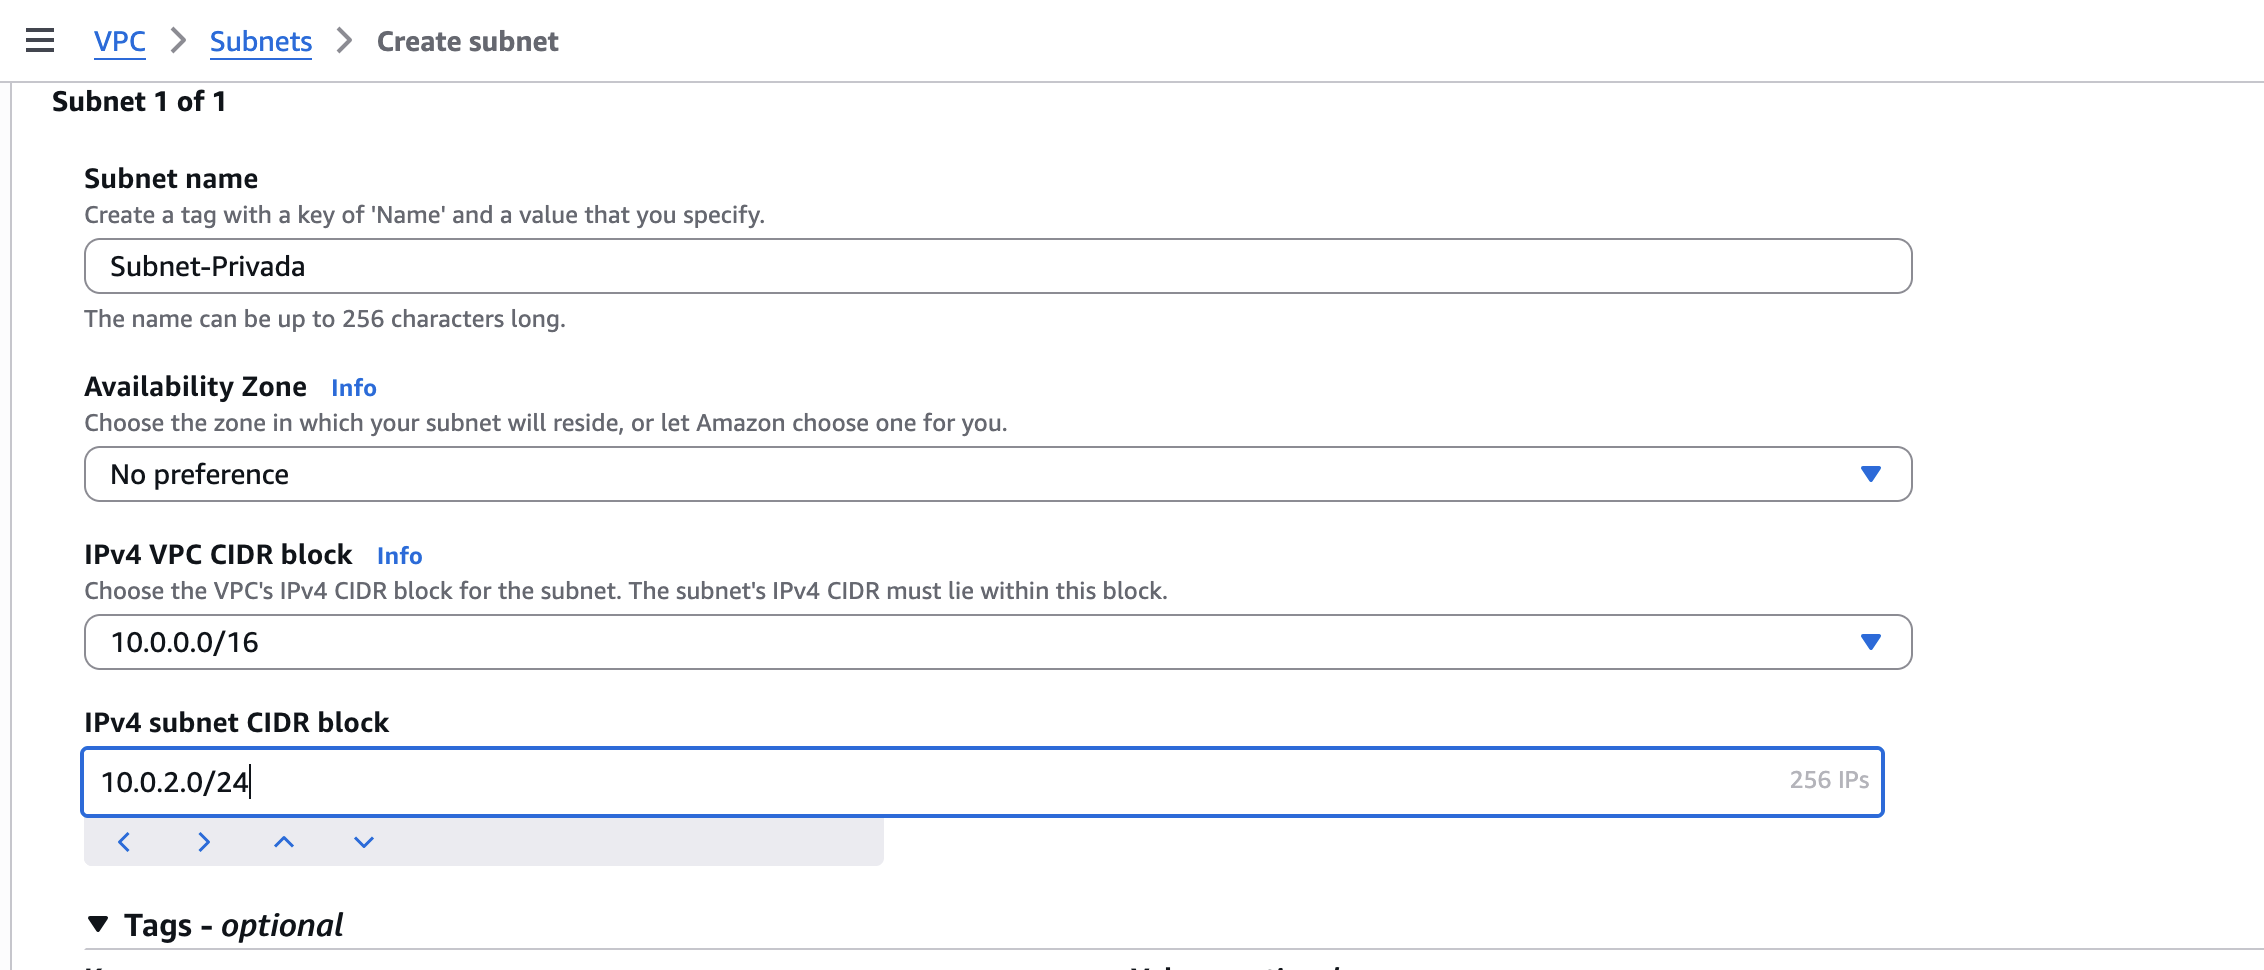 VPC > Subnets > Create subnet
Subnet 1 of 1
Subnet name
Create a tag with a key of 'Name' and a value that you specify.
Subnet-Privada
The name can be up to 256 characters long.
Availability Zone Info
Choose the zone in which your subnet will reside, or let Amazon choose one for you.
No preference
IPv4 VPC CIDR block Info
Choose the VPC's IPv4 CIDR block for the subnet. The subnet's IPv4 CIDR must lie within this block.
10.0.0.0/16
IPv4 subnet CIDR block
10.0.2.0/24 256 IPs
Tags - optional